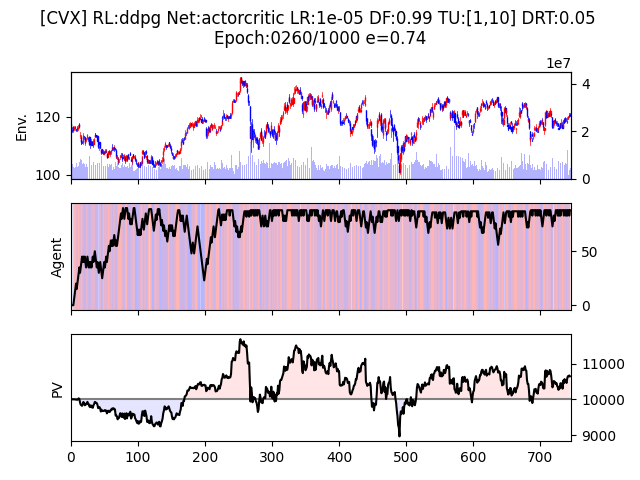 [CVX] RL:ddpg Net:actorcritic LR:1e-05 DF:0.99 TU:[1,10] DRT:0.05
Epoch:0260/1000 e=0.74
1e7
Env.
120
100
4
2
0
Agent
50
0
PV
11000
10000
9000
0 100 200 300 400 500 600 700